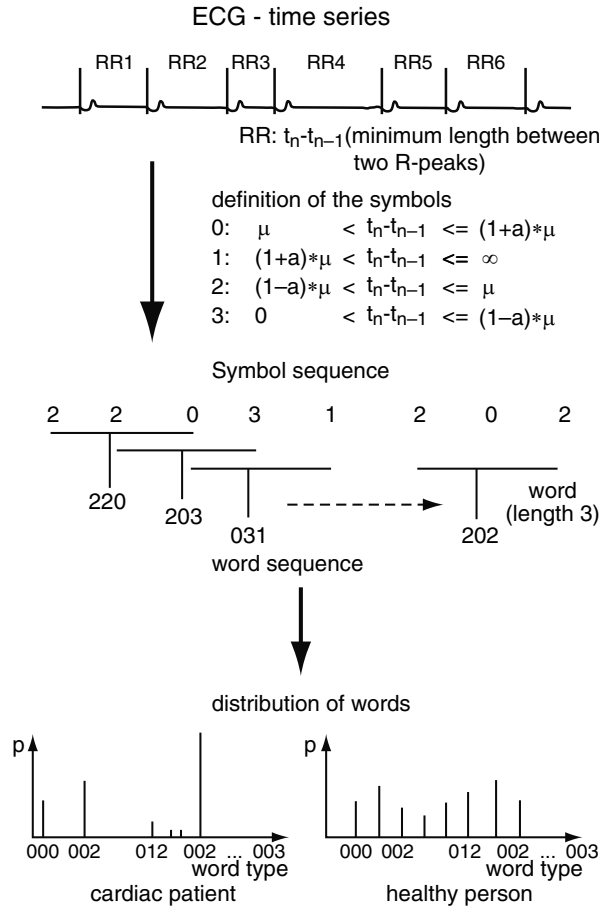 ECG - time series
RR1 RR2 RR3 RR4 RR5 RR6
RR: tₙ-tₙ₋₁(minimum length between
two R-peaks)
definition of the symbols
0: μ < tₙ-tₙ₋₁ <= (1+a)*μ
1: (1+a)*μ < tₙ-tₙ₋₁ <= ∞
2: (1–a)*μ < tₙ-tₙ₋₁ <= μ
3: 0 < tₙ-tₙ₋₁ <= (1–a)*μ
Symbol sequence
2 2 0 3 1 2 0 2
220 203 031 202 word
(length 3)
word sequence
distribution of words
p
000 002 012 002 ... 003
word type
cardiac patient
p
000 002 012 002 ... 003
word type
healthy person